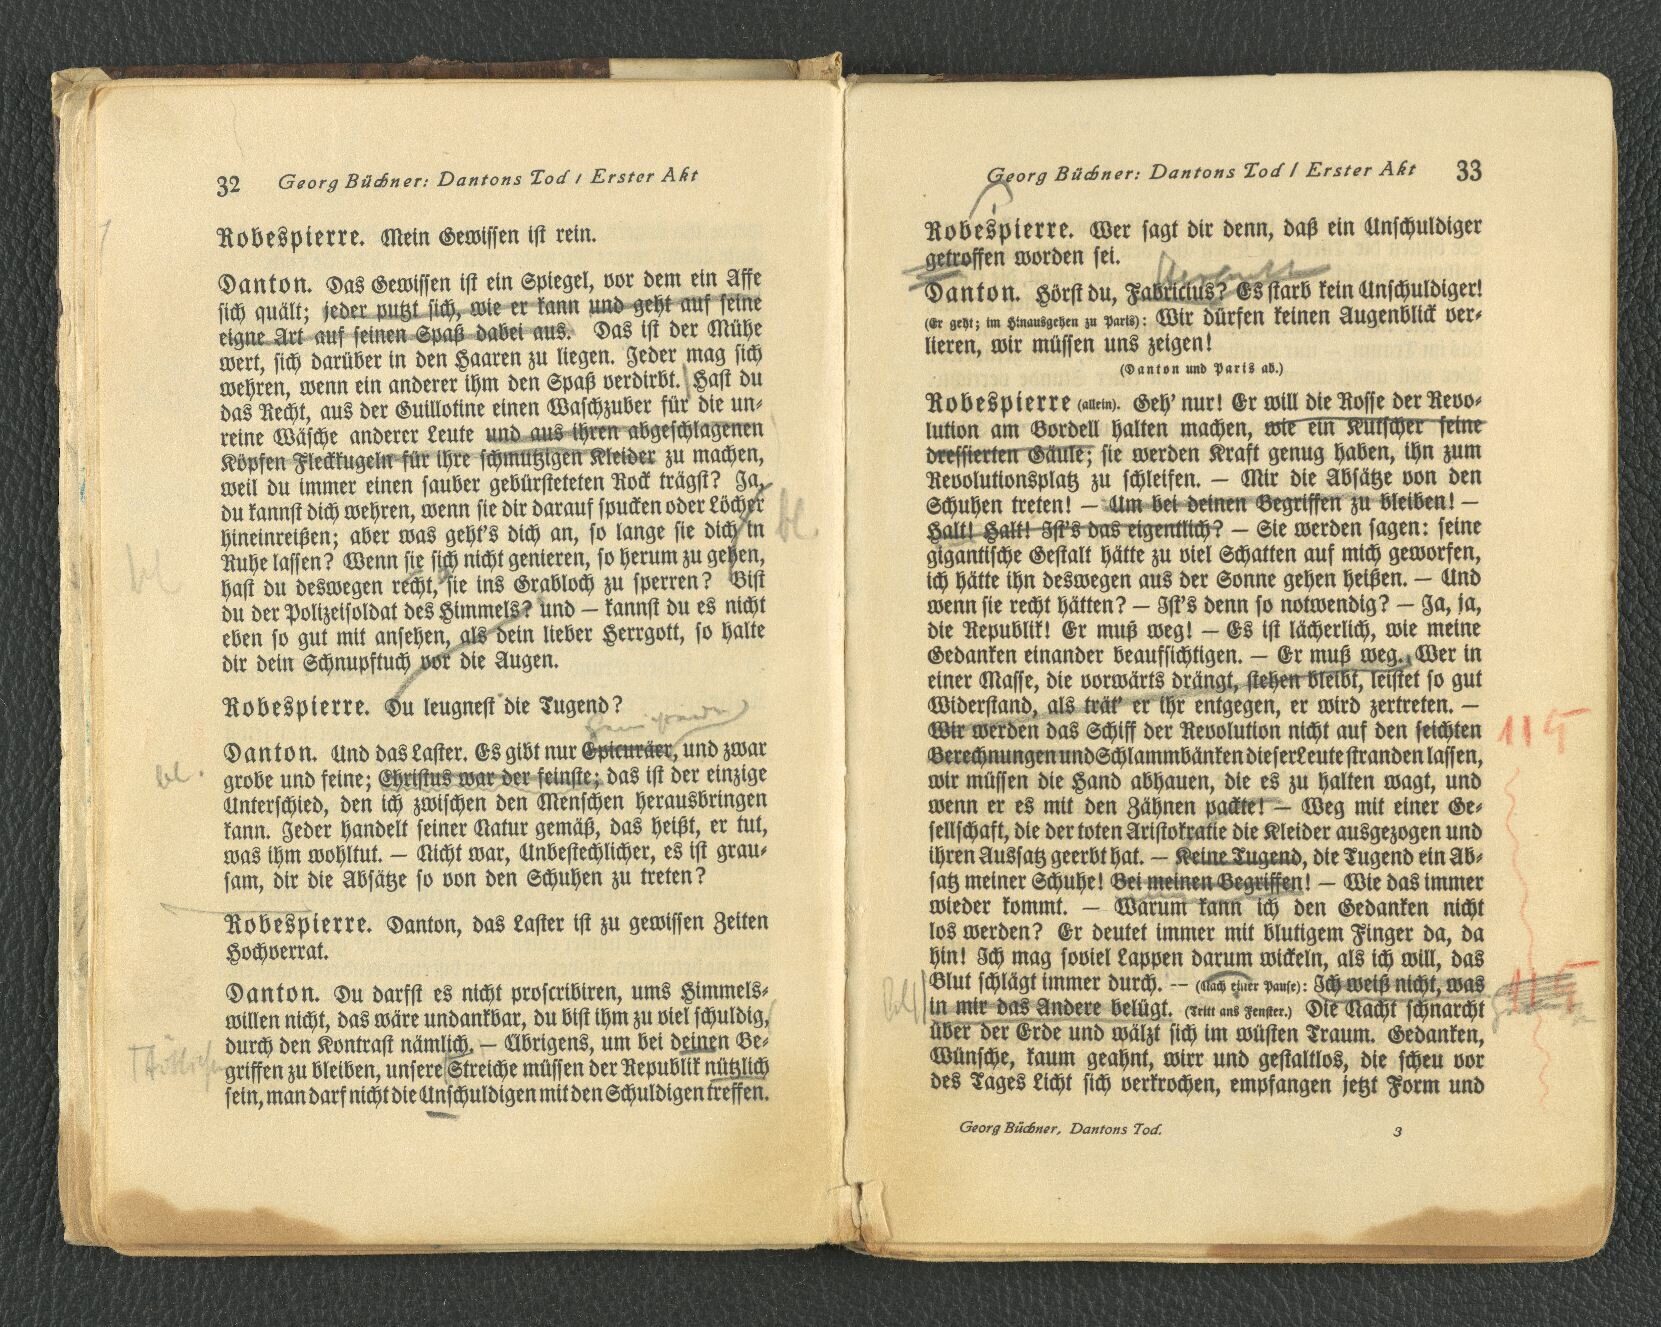 32 Georg Büchner: Dantons Tod / Erster Akt
Robespierre. Mein Gewissen ist rein.
Danton. Das Gewissen ist ein Spiegel, vor dem ein Affe
sich quält; jeder putzt sich, wie er kann und geht auf seine
eigne Art auf seinen Spaß dabei aus. Das ist der Mühe
wert, sich darüber in den Haaren zu liegen. Jeder mag sich
wehren, wenn ein anderer ihm den Spaß verdirbt. Hast du
das Recht, aus der Guillotine einen Waschzuber für die un-
reine Wäsche anderer Leute und aus ihren abgeschlagenen
Köpfen Fleckkugeln für ihre schmutzigen Kleider zu machen,
weil du immer einen sauber gebürsteteten Rock trägst? Ja,
du kannst dich wehren, wenn sie dir darauf spucken oder Löcher
bl.
hineinreißen; aber was geht's dich an, so lange sie dich in
Ruhe lassen? Wenn sie sich nicht genieren, so herum zu gehen,
bl
hast du deswegen recht, sie ins Grabloch zu sperren? Bist
du der Polizeisoldat des Himmels? und — kannst du es nicht
eben so gut mit ansehen, als dein lieber Herrgott, so halte
dir dein Schnupftuch vor die Augen.
Robespierre. Du leugnest die Tugend?
Danton. Und das Laster. Es gibt nur Epicuräer, und zwar
bl.
grobe und feine; Christus war der feinste; das ist der einzige
Unterschied, den ich zwischen den Menschen herausbringen
kann. Jeder handelt seiner Natur gemäß, das heißt, er tut,
was ihm wohltut. — Nicht war, Unbestechlicher, es ist grau-
sam, dir die Absätze so von den Schuhen zu treten?
Robespierre. Danton, das Laster ist zu gewissen Zeiten
Hochverrat.
Danton. Du darfst es nicht proscribiren, ums Himmels-
willen nicht, das wäre undankbar, du bist ihm zu viel schuldig,
durch den Kontrast nämlich. — Übrigens, um bei deinen Be-
griffen zu bleiben, unsere Streiche müssen der Republik nützlich
sein, man darf nicht die Unschuldigen mit den Schuldigen treffen.
Georg Büchner: Dantons Tod / Erster Akt 33
Robespierre. Wer sagt dir denn, daß ein Unschuldiger
getroffen worden sei.
Danton. Hörst du, Fabricius? Es starb kein Unschuldiger!
(Er geht; im Hinausgehen zu Paris): Wir dürfen keinen Augenblick ver-
lieren, wir müssen uns zeigen!
(Danton und Paris ab.)
Robespierre (allein). Geh' nur! Er will die Rosse der Revo-
lution am Bordell halten machen, wie ein Kutscher seine
dressierten Gäule; sie werden Kraft genug haben, ihn zum
Revolutionsplatz zu schleifen. — Mir die Absätze von den
Schuhen treten! — Um bei deinen Begriffen zu bleiben! —
Halt! Halt! Ist's das eigentlich? — Sie werden sagen: seine
gigantische Gestalt hätte zu viel Schatten auf mich geworfen,
ich hätte ihn deswegen aus der Sonne gehen heißen. — Und
wenn sie recht hätten? — Ist's denn so notwendig? — Ja, ja,
die Republik! Er muß weg! — Es ist lächerlich, wie meine
Gedanken einander beaufsichtigen. — Er muß weg. Wer in
einer Masse, die vorwärts drängt, stehen bleibt, leistet so gut
Widerstand, als trät' er ihr entgegen, er wird zertreten. —
Wir werden das Schiff der Revolution nicht auf den seichten
115
Berechnungen und Schlammbänken dieser Leute stranden lassen,
wir müssen die Hand abhauen, die es zu halten wagt, und
wenn er es mit den Zähnen packte! — Weg mit einer Ge-
sellschaft, die der toten Aristokratie die Kleider ausgezogen und
ihren Aussatz geerbt hat. — Keine Tugend, die Tugend ein Ab-
satz meiner Schuhe! Bei meinen Begriffen! — Wie das immer
wieder kommt. — Warum kann ich den Gedanken nicht
los werden? Er deutet immer mit blutigem Finger da, da
hin! Ich mag soviel Lappen darum wickeln, als ich will, das
Blut schlägt immer durch. -- (Nach einer Pause): Ich weiß nicht, was
115
in mir das Andere belügt. (Tritt ans Fenster.) Die Nacht schnarcht
über der Erde und wälzt sich im wüsten Traum. Gedanken,
Wünsche, kaum geahnt, wirr und gestaltlos, die scheu vor
des Tages Licht sich verkrochen, empfangen jetzt Form und
Georg Büchner, Dantons Tod. 3